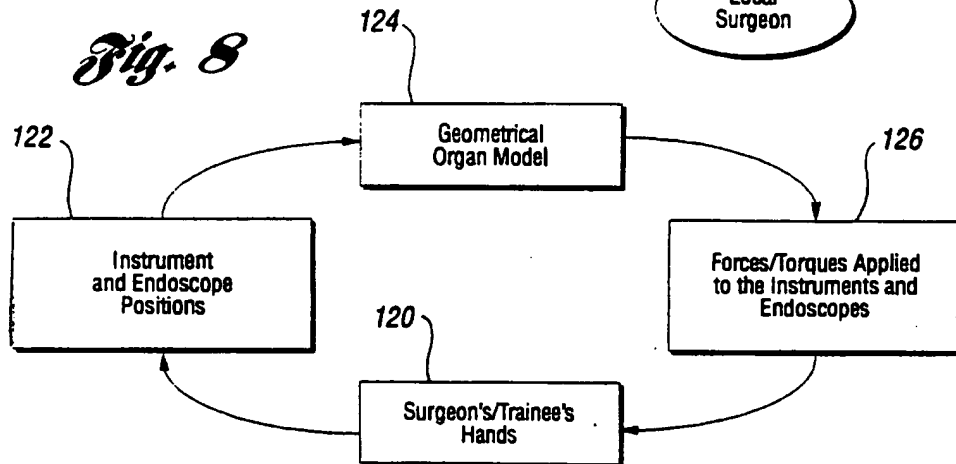 Surgeon
Fig. 8
124
Geometrical
Organ Model
122
126
Instrument
and Endoscope
Positions
Forces/Torques Applied
to the Instruments and
Endoscopes
120
Surgeon's/Trainee's
Hands